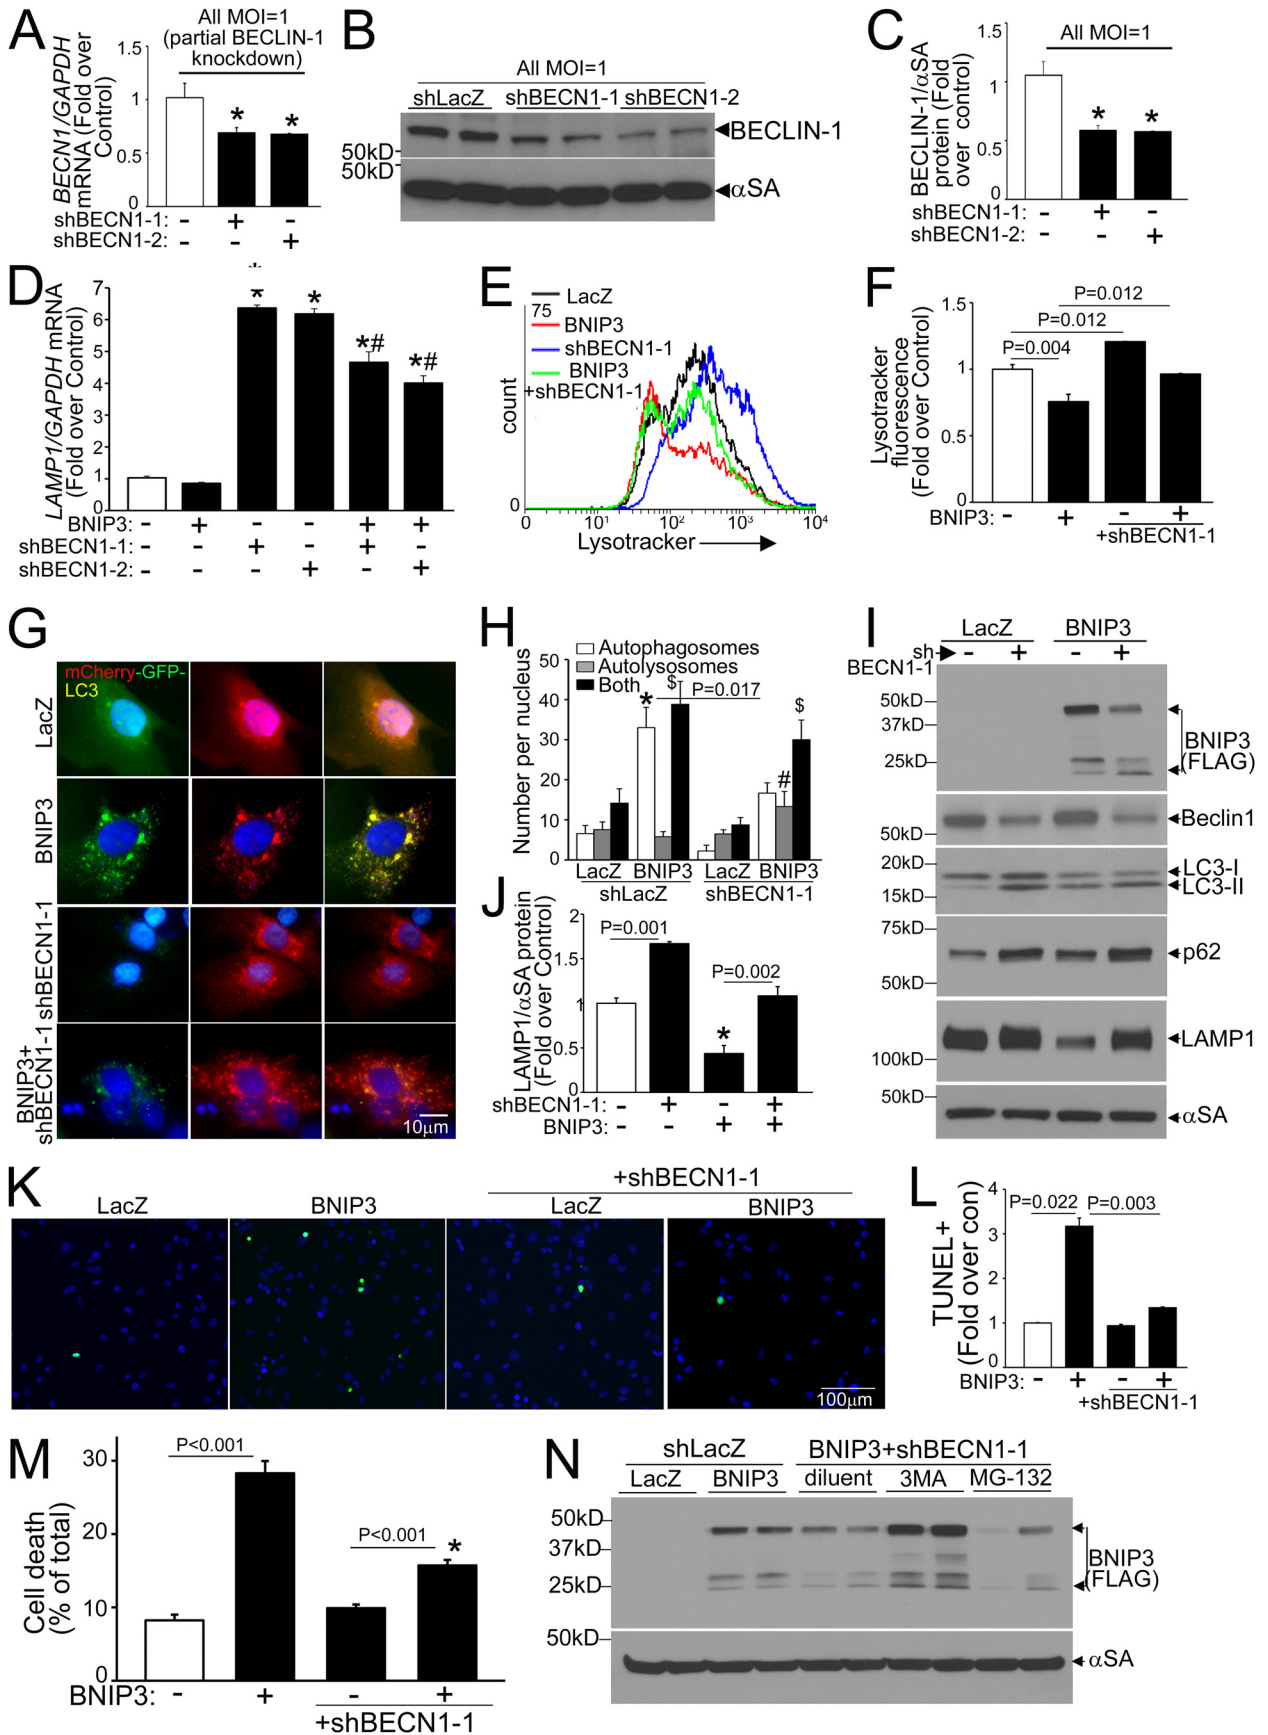 A
All MOI=1
(partial BECLIN-1
knockdown)
BECN1/GAPDH
mRNA (Fold over
Control)
1.5
1
0.5
0
*
*
shBECN1-1: - + -
shBECN1-2: - - +
B
All MOI=1
shLacZ shBECN1-1 shBECN1-2
BECLIN-1
50kD
50kD
αSA
C
All MOI=1
BECLIN-1/αSA
protein (Fold
over control)
1.5
1
0.5
0
*
*
shBECN1-1: - + -
shBECN1-2: - - +
D
LAMP1/GAPDH mRNA
(Fold over Control)
7
6
5
4
3
2
1
0
*
*
*#
*#
BNIP3: - + - - + +
shBECN1-1: - - + - + -
shBECN1-2: - - - + - +
E
LacZ
75
BNIP3
shBECN1-1
BNIP3
+shBECN1-1
count
0
0 10¹ 10² 10³ 10⁴
Lysotracker
F
Lysotracker
fluorescence
(Fold over Control)
1.5
1
0.5
0
P=0.012
P=0.012
P=0.004
BNIP3: - + - +
+shBECN1-1
G
mCherry-GFP-
LC3
LacZ
BNIP3
shBECN1-1
BNIP3+
shBECN1-1
10μm
H
Autophagosomes
Autolysosomes
Both
Number per nucleus
50
40
30
20
10
0
*
$
P=0.017
#
$
LacZ BNIP3 LacZ BNIP3
shLacZ shBECN1-1
I
LacZ BNIP3
sh - + - +
BECN1-1
50kD
37kD
25kD
BNIP3
(FLAG)
Beclin1
50kD
20kD
LC3-I
LC3-II
15kD
75kD
p62
50kD
LAMP1
100kD
50kD
αSA
J
LAMP1/αSA protein
(Fold over Control)
2
1.5
1
0.5
0
P=0.001
P=0.002
*
shBECN1-1: - + - +
BNIP3: - - + +
K
+shBECN1-1
LacZ BNIP3 LacZ BNIP3
100μm
L
TUNEL+
(Fold over con)
4
3
2
1
0
P=0.022 P=0.003
BNIP3: - + - +
+shBECN1-1
M
Cell death
(% of total)
30
20
10
0
P<0.001
P<0.001
*
BNIP3: - + - +
+shBECN1-1
N
shLacZ BNIP3+shBECN1-1
LacZ BNIP3 diluent 3MA MG-132
50kD
37kD
25kD
BNIP3
(FLAG)
50kD
αSA